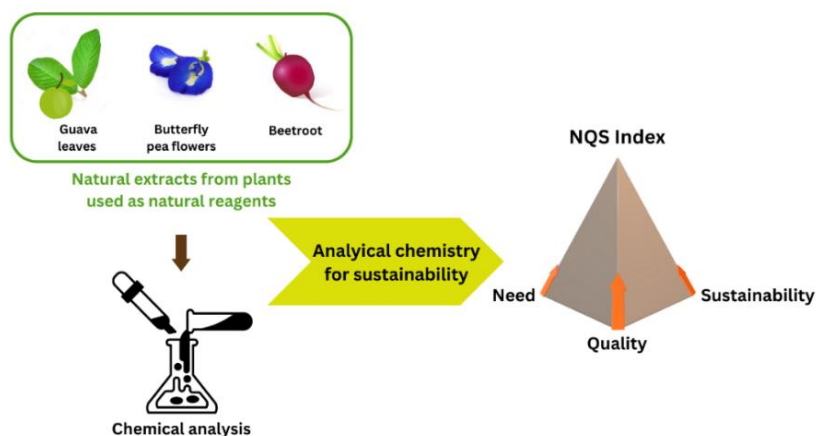 Guava
leaves
Butterfly
pea flowers
Beetroot
Natural extracts from plants
used as natural reagents
Analyical chemistry
for sustainability
Chemical analysis
NQS Index
Need
Sustainability
Quality